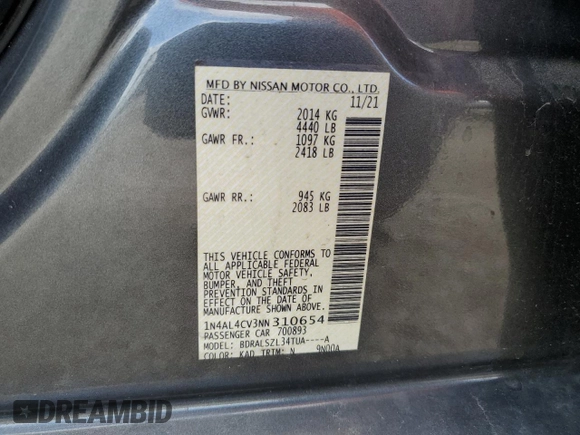 MFD BY NISSAN MOTOR CO., LTD.
DATE: 11/21
GVWR: 2014 KG
4440 LB
GAWR FR.: 1097 KG
2418 LB
GAWR RR.: 945 KG
2083 LB
THIS VEHICLE CONFORMS TO
ALL APPLICABLE FEDERAL
MOTOR VEHICLE SAFETY,
BUMPER, AND THEFT
PREVENTION STANDARDS IN
EFFECT ON THE DATE OF
MANUFACTURE SHOWN ABOVE.
1N4AL4CV3NN310654
PASSENGER CAR 700893
MODEL: BDRALSZL34TUA----A
COLOR: KAD TRIM: N 9N00A
DREAMBID